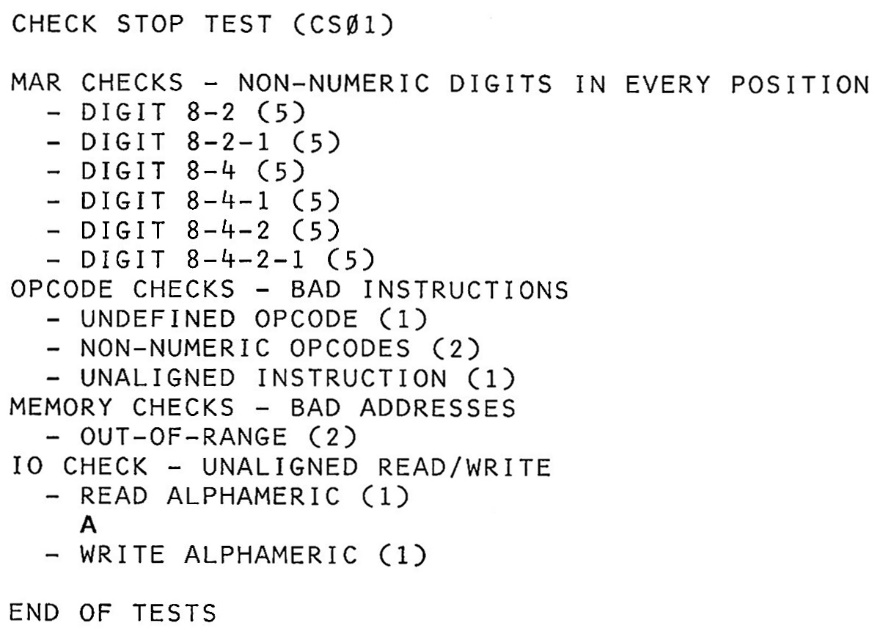 CHECK STOP TEST (CSØ1)
MAR CHECKS - NON-NUMERIC DIGITS IN EVERY POSITION
- DIGIT 8-2 (5)
- DIGIT 8-2-1 (5)
- DIGIT 8-4 (5)
- DIGIT 8-4-1 (5)
- DIGIT 8-4-2 (5)
- DIGIT 8-4-2-1 (5)
OPCODE CHECKS - BAD INSTRUCTIONS
- UNDEFINED OPCODE (1)
- NON-NUMERIC OPCODES (2)
- UNALIGNED INSTRUCTION (1)
MEMORY CHECKS - BAD ADDRESSES
- OUT-OF-RANGE (2)
IO CHECK - UNALIGNED READ/WRITE
- READ ALPHAMERIC (1)
A
- WRITE ALPHAMERIC (1)
END OF TESTS